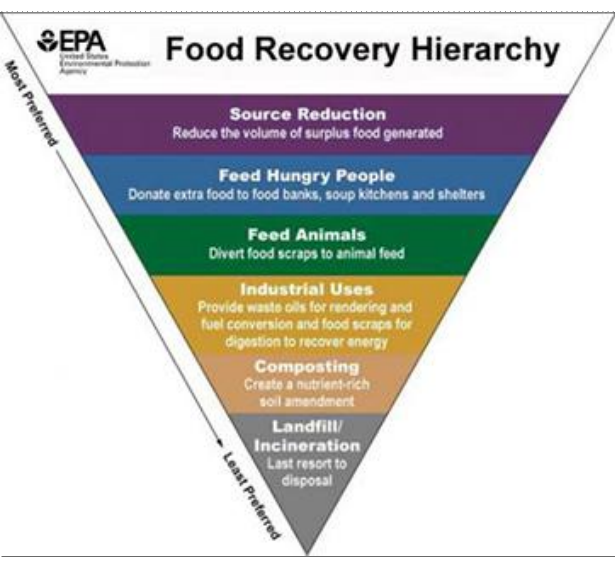 EPA
United States
Environmental Protection
Agency
Food Recovery Hierarchy
Most Preferred
Source Reduction
Reduce the volume of surplus food generated
Feed Hungry People
Donate extra food to food banks, soup kitchens and shelters
Feed Animals
Divert food scraps to animal feed
Industrial Uses
Provide waste oils for rendering and
fuel conversion and food scraps for
digestion to recover energy
Composting
Create a nutrient-rich
soil amendment
Landfill/
Incineration
Last resort to
disposal
Least Preferred